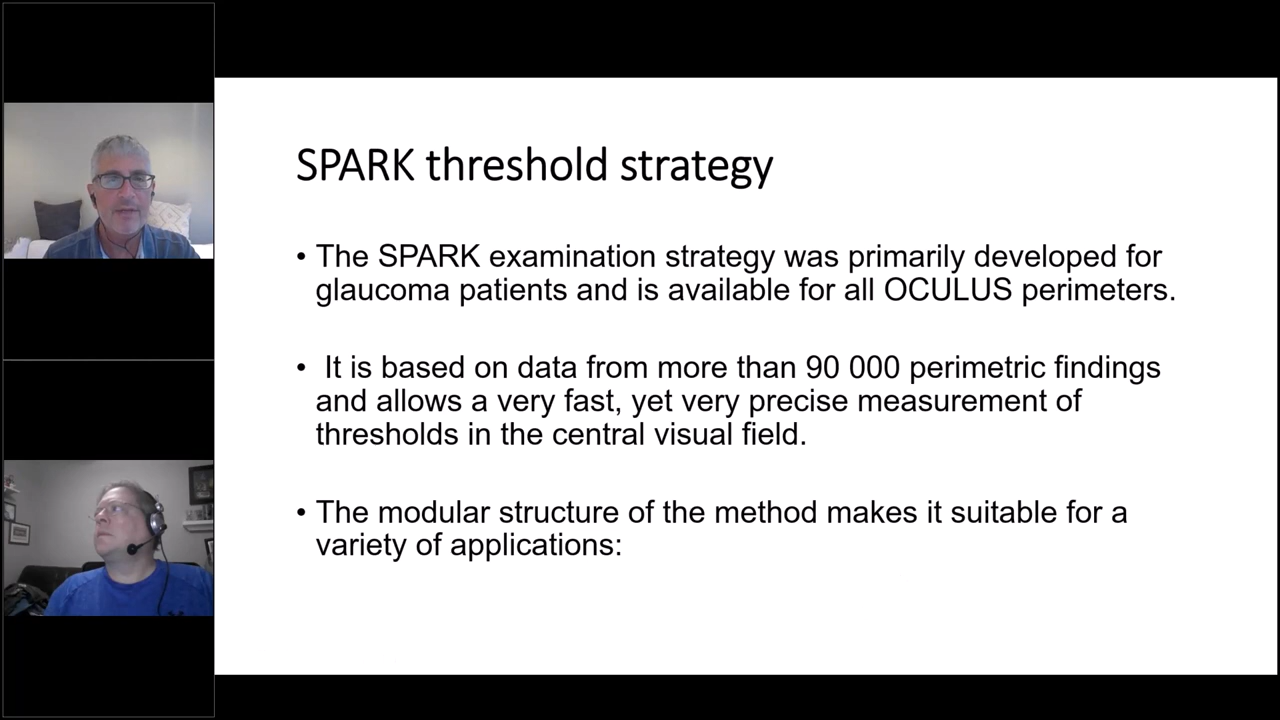 SPARK threshold strategy
• The SPARK examination strategy was primarily developed for
glaucoma patients and is available for all OCULUS perimeters.
• It is based on data from more than 90 000 perimetric findings
and allows a very fast, yet very precise measurement of
thresholds in the central visual field.
• The modular structure of the method makes it suitable for a
variety of applications: